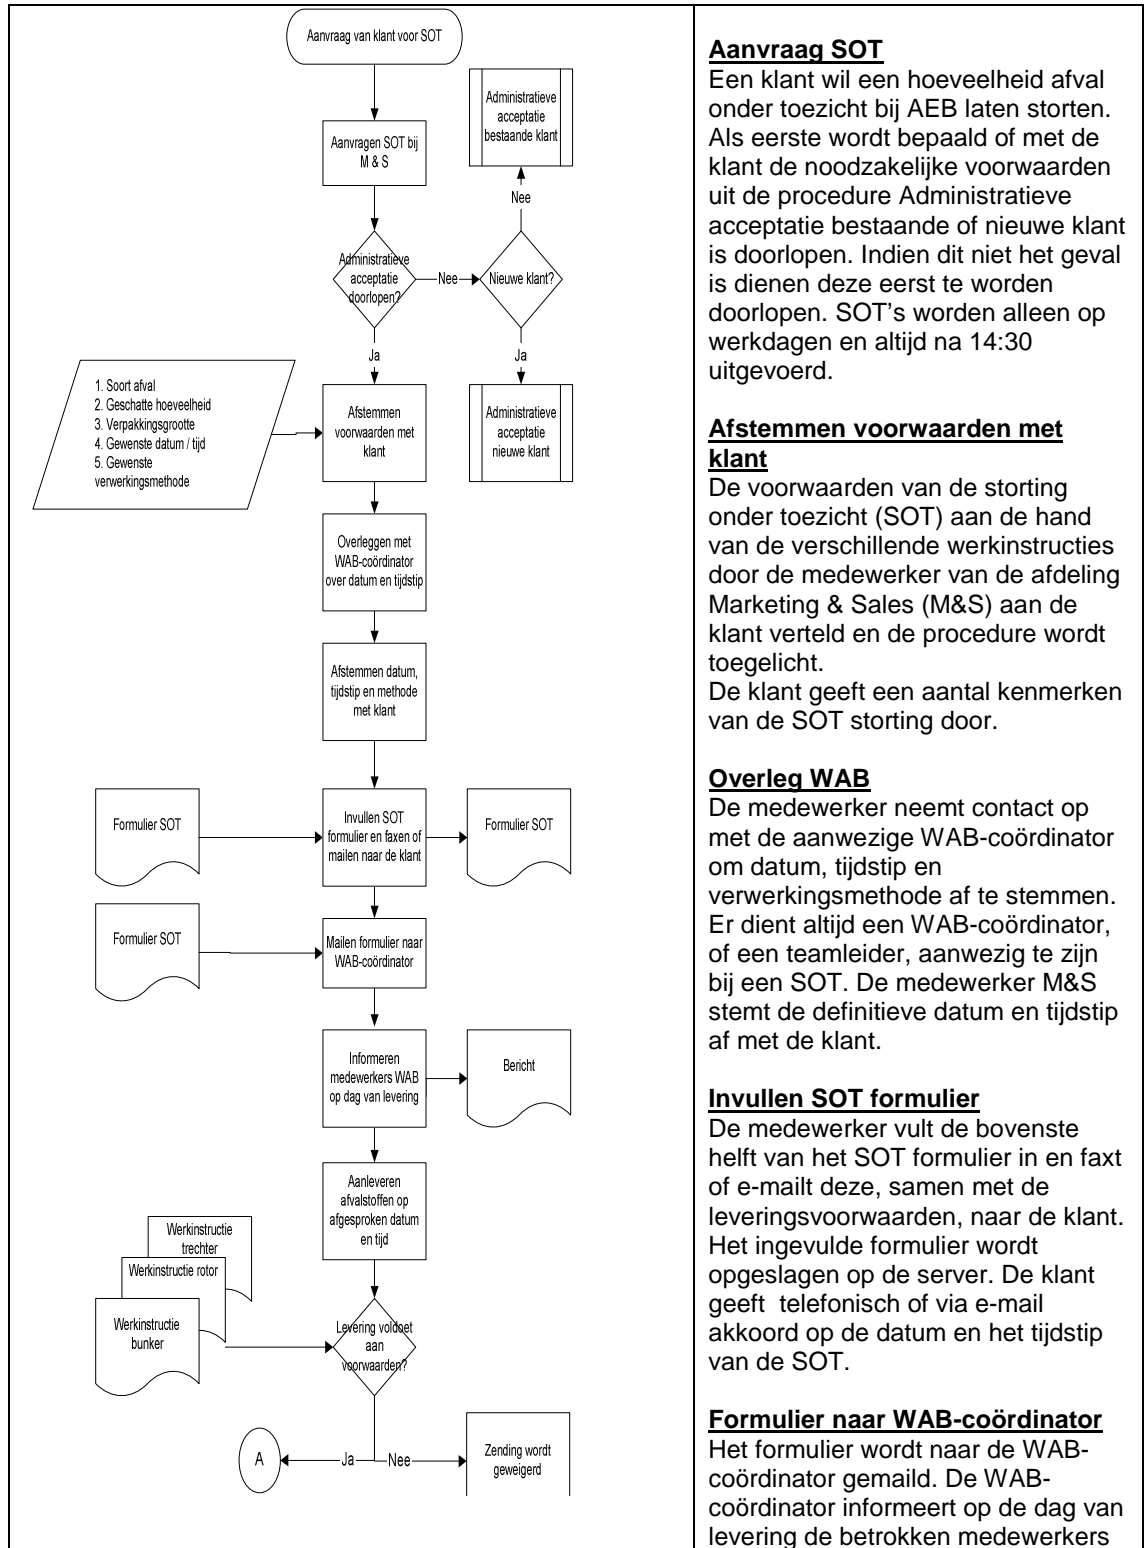 Aanvraag van klant voor SOT
Aanvragen SOT bij
M & S
Administratieve
acceptatie
bestaande klant
Nee
Administratieve
acceptatie
doorlopen?
Nee
Nieuwe klant?
Ja
Ja
1. Soort afval
2. Geschatte hoeveelheid
3. Verpakkingsgrootte
4. Gewenste datum / tijd
5. Gewenste
verwerkingsmethode
Afstemmen
voorwaarden met
klant
Administratieve
acceptatie
nieuwe klant
Overleggen met
WAB-coördinator
over datum en tijdstip
Afstemmen datum,
tijdstip en methode
met klant
Formulier SOT
Invullen SOT
formulier en faxen of
mailen naar de klant
Formulier SOT
Formulier SOT
Mailen formulier naar
WAB-coördinator
Informeren
medewerkers WAB
op dag van levering
Bericht
Aanleveren
afvalstoffen op
afgesproken datum
en tijd
Werkinstructie
trechter
Werkinstructie rotor
Werkinstructie
bunker
Levering voldoet
aan
voorwaarden?
A
Ja
Nee
Zending wordt
geweigerd
Aanvraag SOT
Een klant wil een hoeveelheid afval
onder toezicht bij AEB laten storten.
Als eerste wordt bepaald of met de
klant de noodzakelijke voorwaarden
uit de procedure Administratieve
acceptatie bestaande of nieuwe klant
is doorlopen. Indien dit niet het geval
is dienen deze eerst te worden
doorlopen. SOT’s worden alleen op
werkdagen en altijd na 14:30
uitgevoerd.
Afstemmen voorwaarden met
klant
De voorwaarden van de storting
onder toezicht (SOT) aan de hand
van de verschillende werkinstructies
door de medewerker van de afdeling
Marketing & Sales (M&S) aan de
klant verteld en de procedure wordt
toegelicht.
De klant geeft een aantal kenmerken
van de SOT storting door.
Overleg WAB
De medewerker neemt contact op
met de aanwezige WAB-coördinator
om datum, tijdstip en
verwerkingsmethode af te stemmen.
Er dient altijd een WAB-coördinator,
of een teamleider, aanwezig te zijn
bij een SOT. De medewerker M&S
stemt de definitieve datum en tijdstip
af met de klant.
Invullen SOT formulier
De medewerker vult de bovenste
helft van het SOT formulier in en faxt
of e-mailt deze, samen met de
leveringsvoorwaarden, naar de klant.
Het ingevulde formulier wordt
opgeslagen op de server. De klant
geeft telefonisch of via e-mail
akkoord op de datum en het tijdstip
van de SOT.
Formulier naar WAB-coördinator
Het formulier wordt naar de WAB-
coördinator gemaild. De WAB-
coördinator informeert op de dag van
levering de betrokken medewerkers